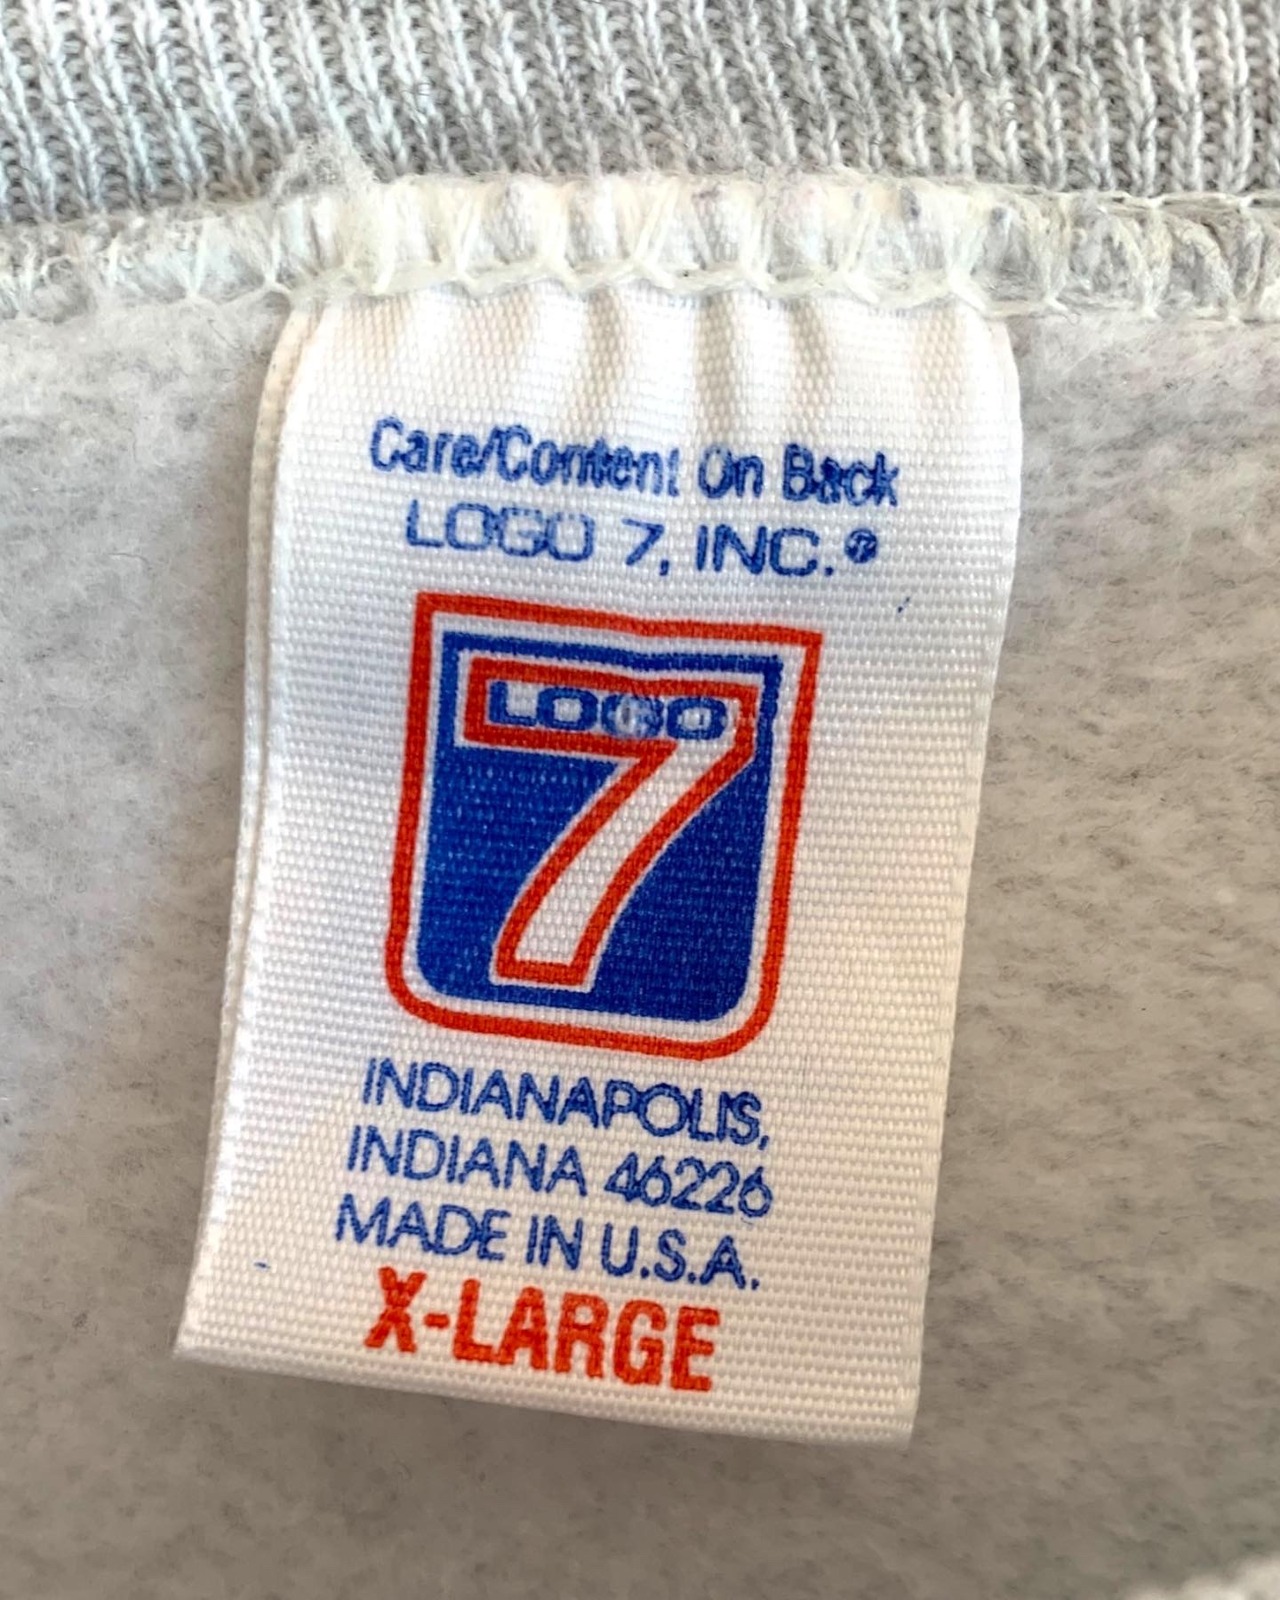 Care/Content On Back
LOGO 7, INC.®
LOGO
7
INDIANAPOLIS,
INDIANA 46226
MADE IN U.S.A.
X-LARGE